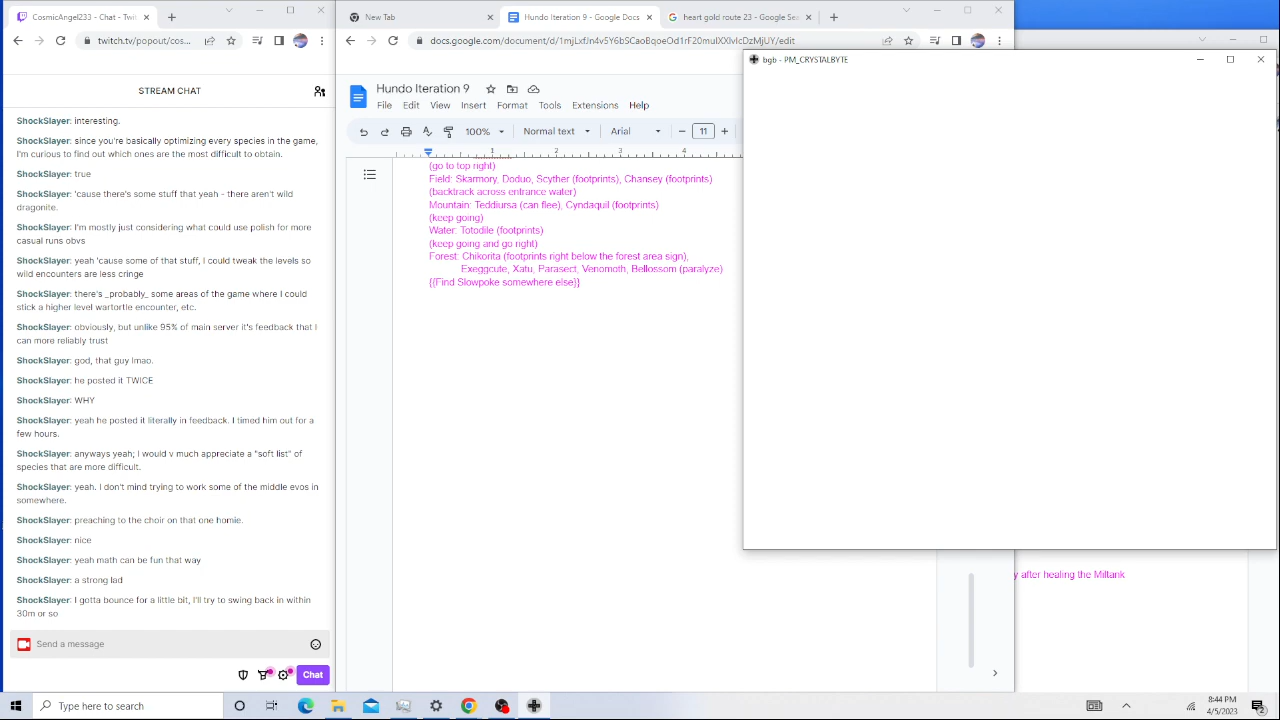 CosmicAngel233 - Chat - Twit
twitch.tv/popout/cos...
STREAM CHAT
ShockSlayer: interesting.
ShockSlayer: since you're basically optimizing every species in the game,
I'm curious to find out which ones are the most difficult to obtain.
ShockSlayer: true
ShockSlayer: 'cause there's some stuff that yeah - there aren't wild
dragonite.
ShockSlayer: I'm mostly just considering what could use polish for more
casual runs obvs
ShockSlayer: yeah 'cause some of that stuff, I could tweak the levels so
wild encounters are less cringe
ShockSlayer: there's _probably_ some areas of the game where I could
stick a higher level wartortle encounter, etc.
ShockSlayer: obviously, but unlike 95% of main server it's feedback that I
can more reliably trust
ShockSlayer: god, that guy lmao.
ShockSlayer: he posted it TWICE
ShockSlayer: WHY
ShockSlayer: yeah he posted it literally in feedback. I timed him out for a
few hours.
ShockSlayer: anyways yeah; I would v much appreciate a "soft list" of
species that are more difficult.
ShockSlayer: yeah. I don't mind trying to work some of the middle evos in
somewhere.
ShockSlayer: preaching to the choir on that one homie.
ShockSlayer: nice
ShockSlayer: yeah math can be fun that way
ShockSlayer: a strong lad
ShockSlayer: I gotta bounce for a little bit, I'll try to swing back in within
30m or so
Send a message
Chat
New Tab
Hundo Iteration 9 - Google Docs
heart gold route 23 - Google Sea
Hundo Iteration 9
File Edit View Insert Format Tools Extensions Help
100% Normal text Arial 11
1 2 3 4
(go to top right)
Field: Skarmory, Doduo, Scyther (footprints), Chansey (footprints)
(backtrack across entrance water)
Mountain: Teddiursa (can flee), Cyndaquil (footprints)
(keep going)
Water: Totodile (footprints)
(keep going and go right)
Forest: Chikorita (footprints right below the forest area sign),
Exeggcute, Xatu, Parasect, Venomoth, Bellossom (paralyze)
{{Find Slowpoke somewhere else}}
bgb - PM_CRYSTALBYTE
y after healing the Miltank
Type here to search
8:44 PM
4/5/2023
2